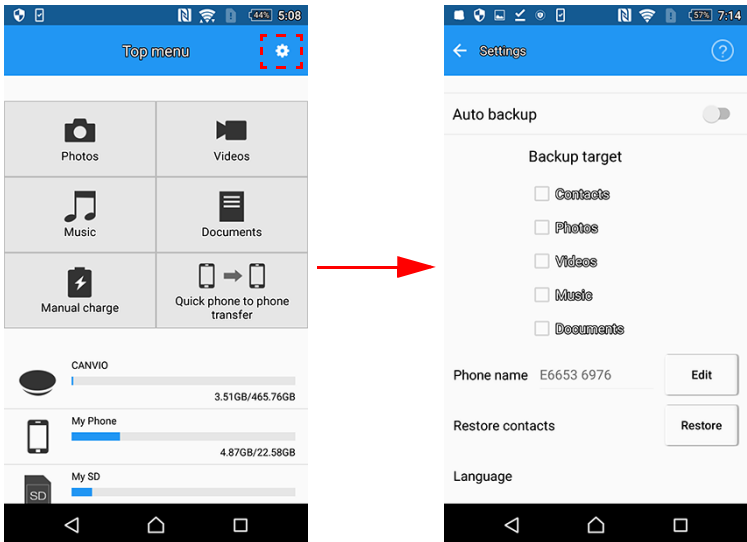 44% 5:08
Top menu
Photos
Videos
Music
Documents
Manual charge
Quick phone to phone
transfer
CANVIO
3.51GB/465.76GB
My Phone
4.87GB/22.58GB
My SD
SD
57% 7:14
Settings
?
Auto backup
Backup target
Contacts
Photos
Videos
Music
Documents
Phone name E6653 6976 Edit
Restore contacts Restore
Language